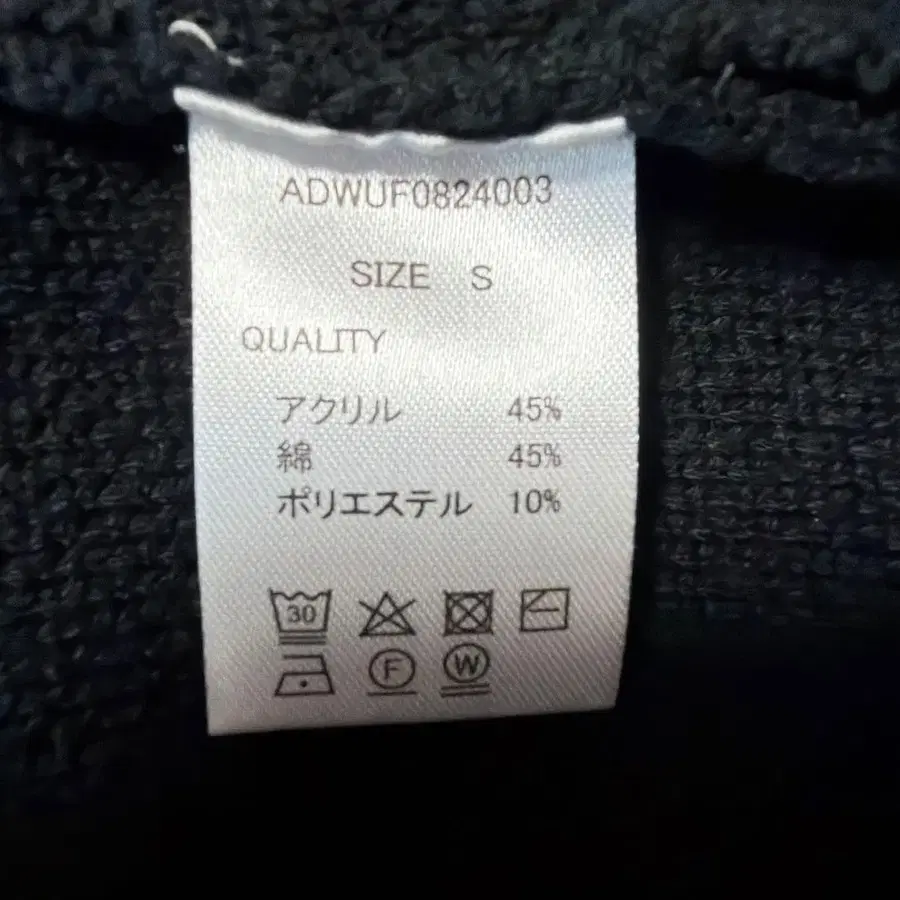 ADWUF0824003
SIZE S
QUALITY
アクリル 45%
綿 45%
ポリエステル 10%
30
F W